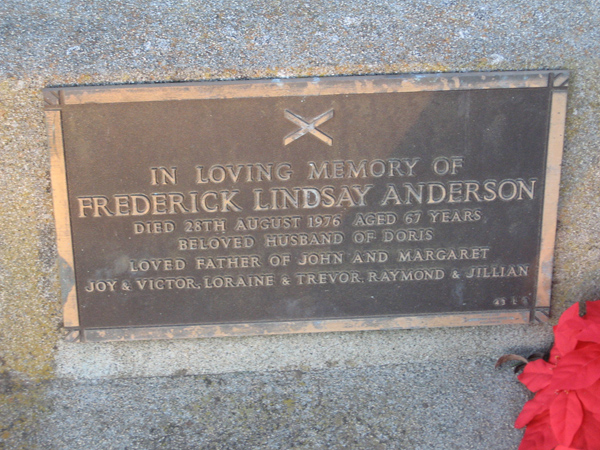 IN LOVING MEMORY OF
FREDERICK LINDSAY ANDERSON
DIED 28TH AUGUST 1976 AGED 67 YEARS
BELOVED HUSBAND OF DORIS
LOVED FATHER OF JOHN AND MARGARET
JOY & VICTOR, LORAINE & TREVOR, RAYMOND & JILLIAN